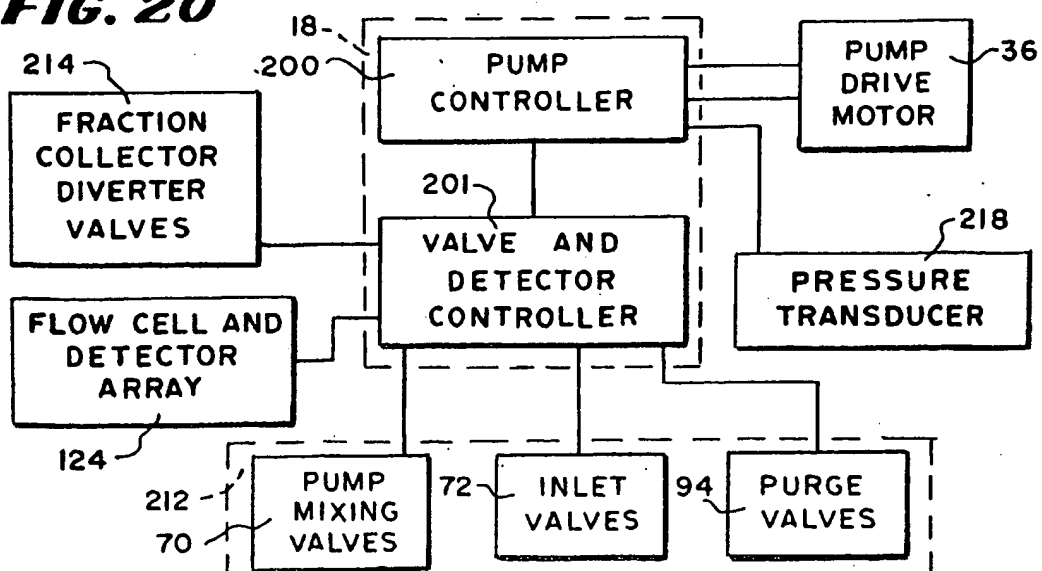 FIG. 20
18
200
PUMP
CONTROLLER
PUMP
DRIVE
MOTOR
36
214
FRACTION
COLLECTOR
DIVERTER
VALVES
201
VALVE AND
DETECTOR
CONTROLLER
218
PRESSURE
TRANSDUCER
FLOW CELL AND
DETECTOR
ARRAY
124
212
70
PUMP
MIXING
VALVES
72
INLET
VALVES
94
PURGE
VALVES